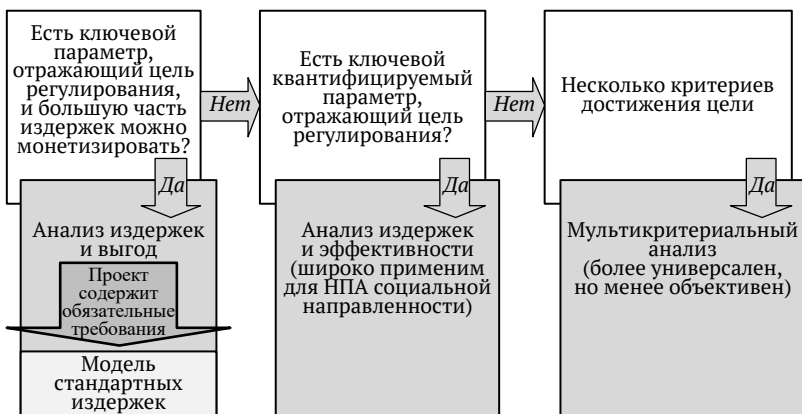 Есть ключевой
параметр,
отражающий цель
регулирования,
и большую часть
издержек можно
монетизировать?
Нет
Есть ключевой
квантифицируемый
параметр,
отражающий цель
регулирования?
Нет
Несколько критериев
достижения цели
Да
Да
Да
Анализ издержек
и выгод
Проект
содержит
обязательные
требования
Модель
стандартных
издержек
Анализ издержек
и эффективности
(широко применим
для НПА социальной
направленности)
Мультикритериальный
анализ
(более универсален,
но менее объективен)